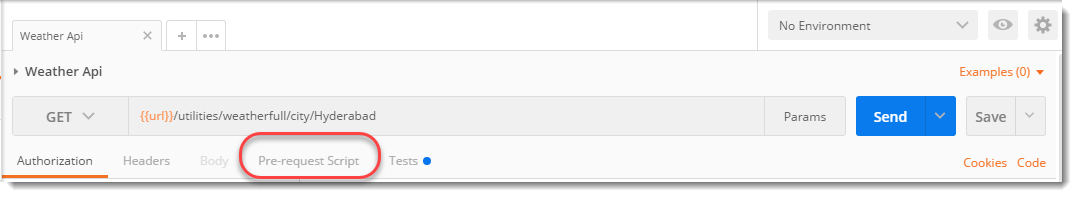 Weather Api
No Environment
Weather Api
Examples (0)
GET {{url}}/utilities/weatherfull/city/Hyderabad Params Send Save
Authorization Headers Body Pre-request Script Tests Cookies Code